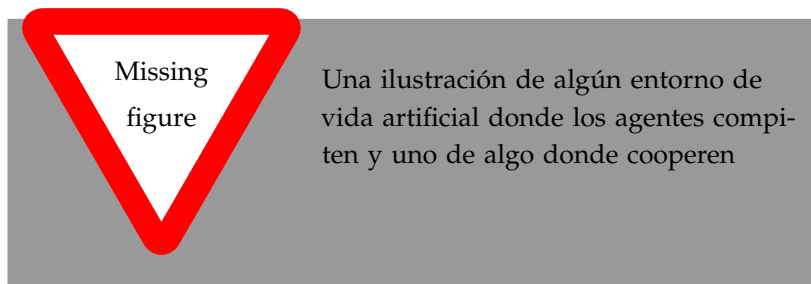 Missing
figure
Una ilustración de algún entorno de
vida artificial donde los agentes compi-
ten y uno de algo donde cooperen